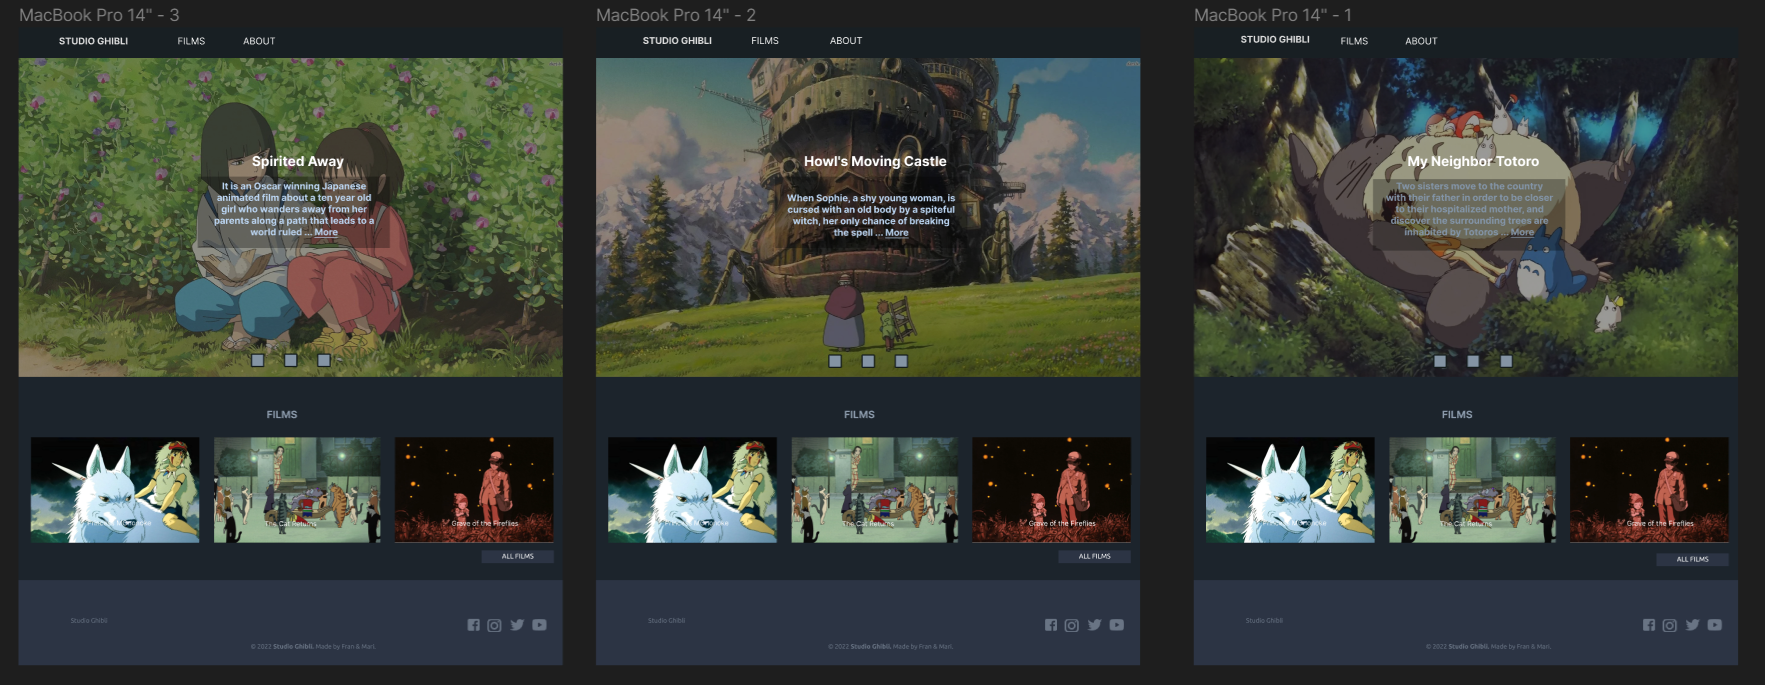 MacBook Pro 14" - 3
STUDIO GHIBLI FILMS ABOUT
Spirited Away
It is an Oscar winning Japanese
animated film about a ten year old
girl who wanders away from her
parents along a path that leads to a
world ruled ... More
FILMS
Princess Mononoke
The Cat Returns
Grave of the Fireflies
ALL FILMS
Studio Ghibli
© 2022 Studio Ghibli. Made by Fran & Mari.
MacBook Pro 14" - 2
STUDIO GHIBLI FILMS ABOUT
Howl's Moving Castle
When Sophie, a shy young woman, is
cursed with an old body by a spiteful
witch, her only chance of breaking
the spell ... More
FILMS
Princess Mononoke
The Cat Returns
Grave of the Fireflies
ALL FILMS
Studio Ghibli
© 2022 Studio Ghibli. Made by Fran & Mari.
MacBook Pro 14" - 1
STUDIO GHIBLI FILMS ABOUT
My Neighbor Totoro
Two sisters move to the country
with their father in order to be closer
to their hospitalized mother, and
discover the surrounding trees are
inhabited by Totoros ... More
FILMS
Princess Mononoke
The Cat Returns
Grave of the Fireflies
ALL FILMS
Studio Ghibli
© 2022 Studio Ghibli. Made by Fran & Mari.